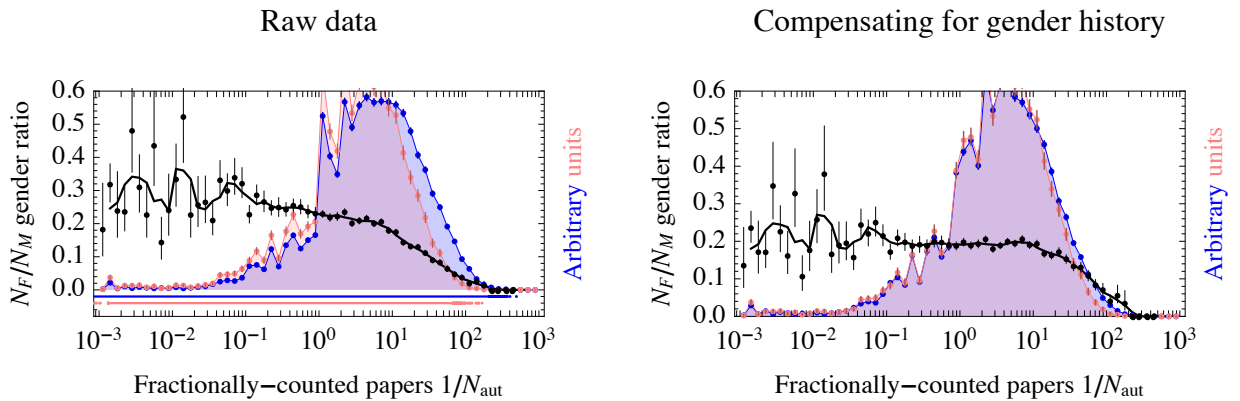 Raw data
Compensating for gender history
0.6
0.5
0.4
0.3
0.2
0.1
0.0
N_F/N_M gender ratio
Arbitrary units
10^−3 10^−2 10^−1 10^0 10^1 10^2 10^3
Fractionally−counted papers 1/N_aut
0.6
0.5
0.4
0.3
0.2
0.1
0.0
N_F/N_M gender ratio
Arbitrary units
10^−3 10^−2 10^−1 10^0 10^1 10^2 10^3
Fractionally−counted papers 1/N_aut